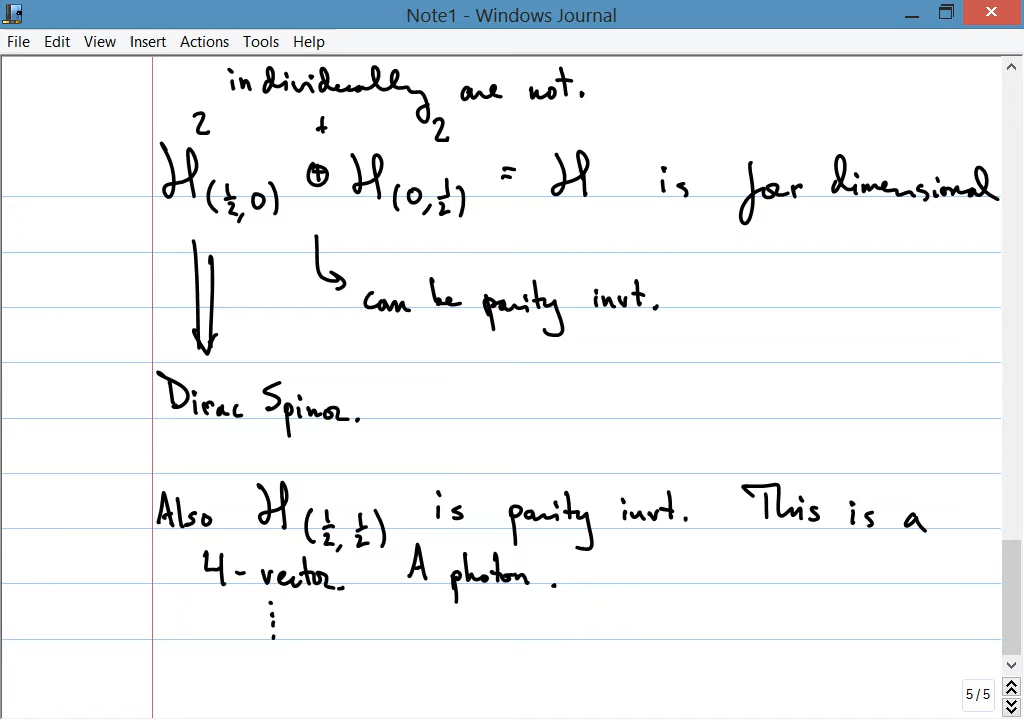 Note1 - Windows Journal
File Edit View Insert Actions Tools Help
individually are not.
2 + 2
H(½,0) ⊕ H(0,½) = H is for dimensional
can be parity invt.
Dirac Spinor.
Also H(½,½) is parity invt. This is a
4-vector. A photon.
⋮
5/5